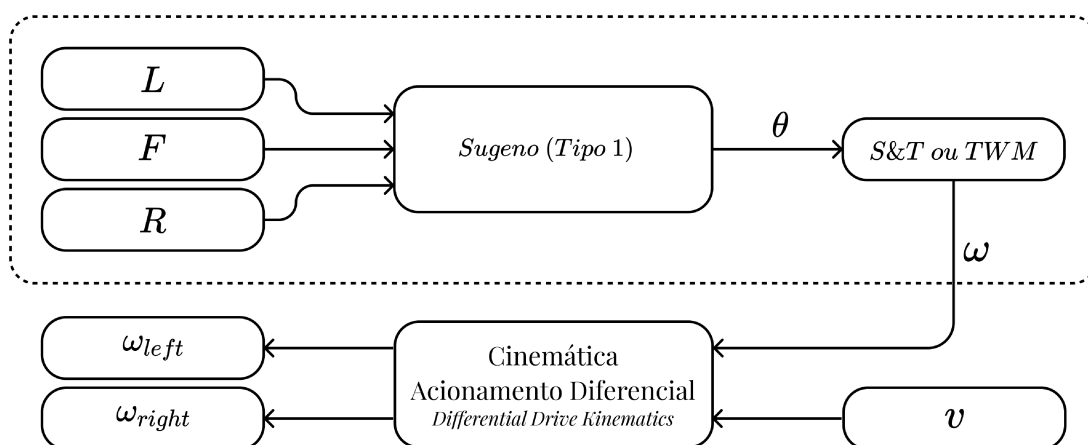 L
F
R
Sugeno (Tipo 1)
θ
S&T ou TWM
ω
ω_left
ω_right
Cinemática
Acionamento Diferencial
Differential Drive Kinematics
v